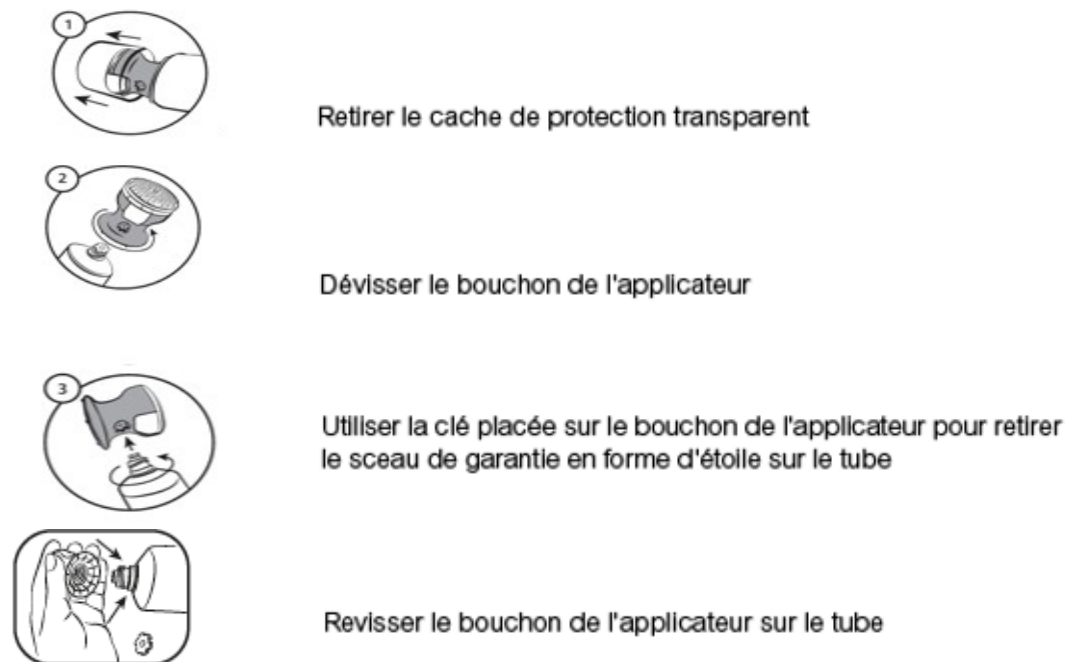 1
Retirer le cache de protection transparent
2
Dévisser le bouchon de l'applicateur
3
Utiliser la clé placée sur le bouchon de l'applicateur pour retirer
le sceau de garantie en forme d'étoile sur le tube
Revisser le bouchon de l'applicateur sur le tube